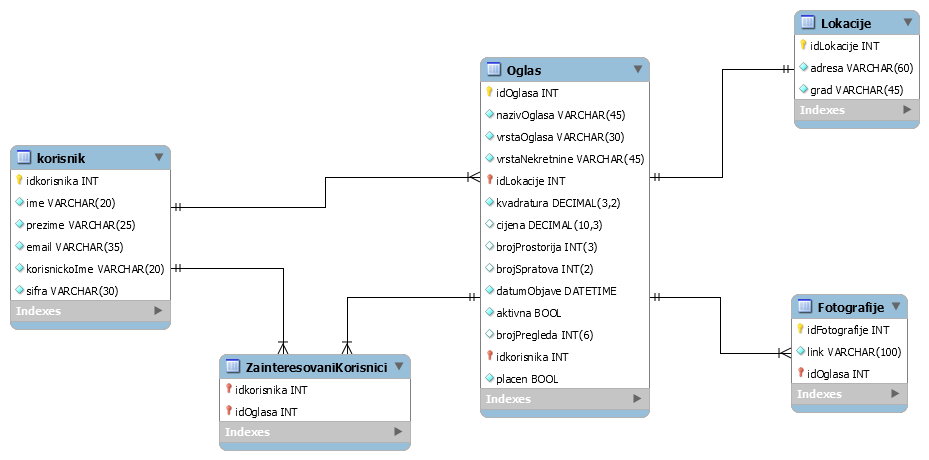 korisnik
idkorisnika INT
ime VARCHAR(20)
prezime VARCHAR(25)
email VARCHAR(35)
korisnickoIme VARCHAR(20)
sifra VARCHAR(30)
Indexes
ZainteresovaniKorisnici
idkorisnika INT
idOglasa INT
Indexes
Oglas
idOglasa INT
nazivOglasa VARCHAR(45)
vrstaOglasa VARCHAR(30)
vrstaNekretnine VARCHAR(45)
idLokacije INT
kvadratura DECIMAL(3,2)
cijena DECIMAL(10,3)
brojProstorija INT(3)
brojSpratova INT(2)
datumObjave DATETIME
aktivna BOOL
brojPregleda INT(6)
idkorisnika INT
placen BOOL
Indexes
Lokacije
idLokacije INT
adresa VARCHAR(60)
grad VARCHAR(45)
Indexes
Fotografije
idFotografije INT
link VARCHAR(100)
idOglasa INT
Indexes